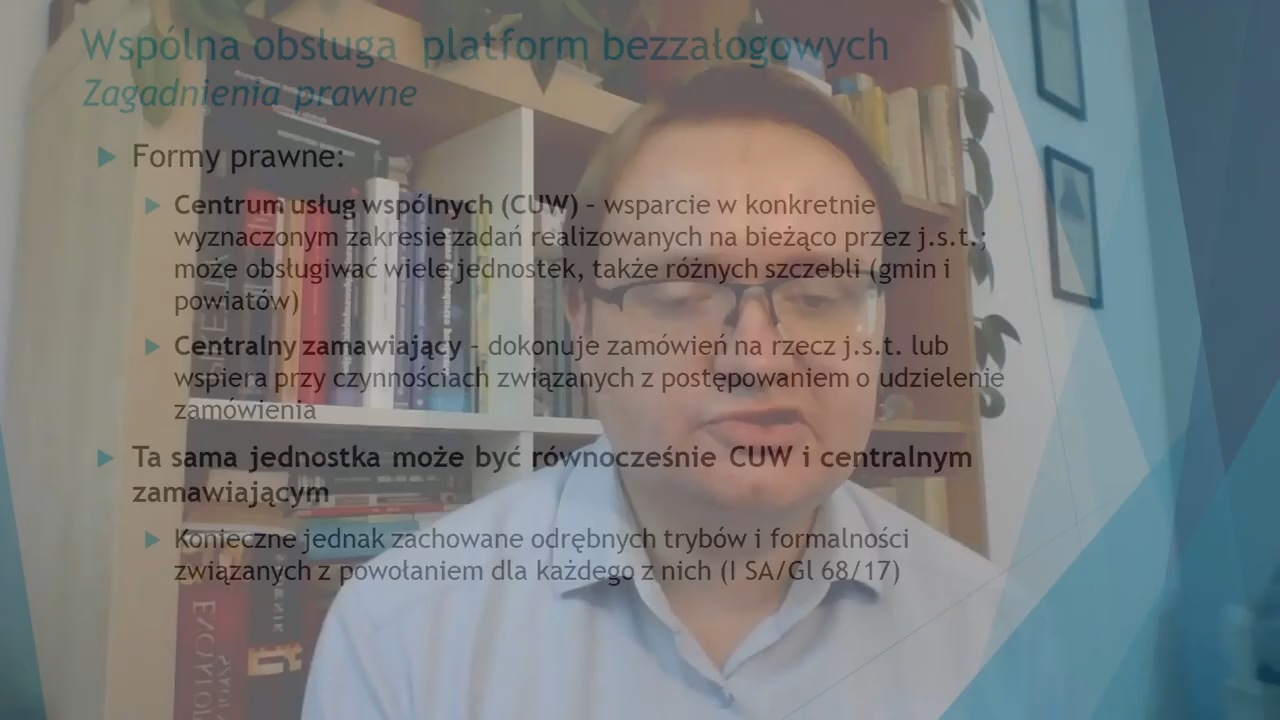 Wspólna obsługa platform bezzałogowych
Zagadnienia prawne
Formy prawne:
Centrum usług wspólnych (CUW) – wsparcie w konkretnie
wyznaczonym zakresie zadań realizowanych na bieżąco przez j.s.t.;
może obsługiwać wiele jednostek, także różnych szczebli (gmin i
powiatów)
Centralny zamawiający – dokonuje zamówień na rzecz j.s.t. lub
wspiera przy czynnościach związanych z postępowaniem o udzielenie
zamówienia
Ta sama jednostka może być równocześnie CUW i centralnym
zamawiającym
Konieczne jednak zachowane odrębnych trybów i formalności
związanych z powołaniem dla każdego z nich (I SA/Gl 68/17)